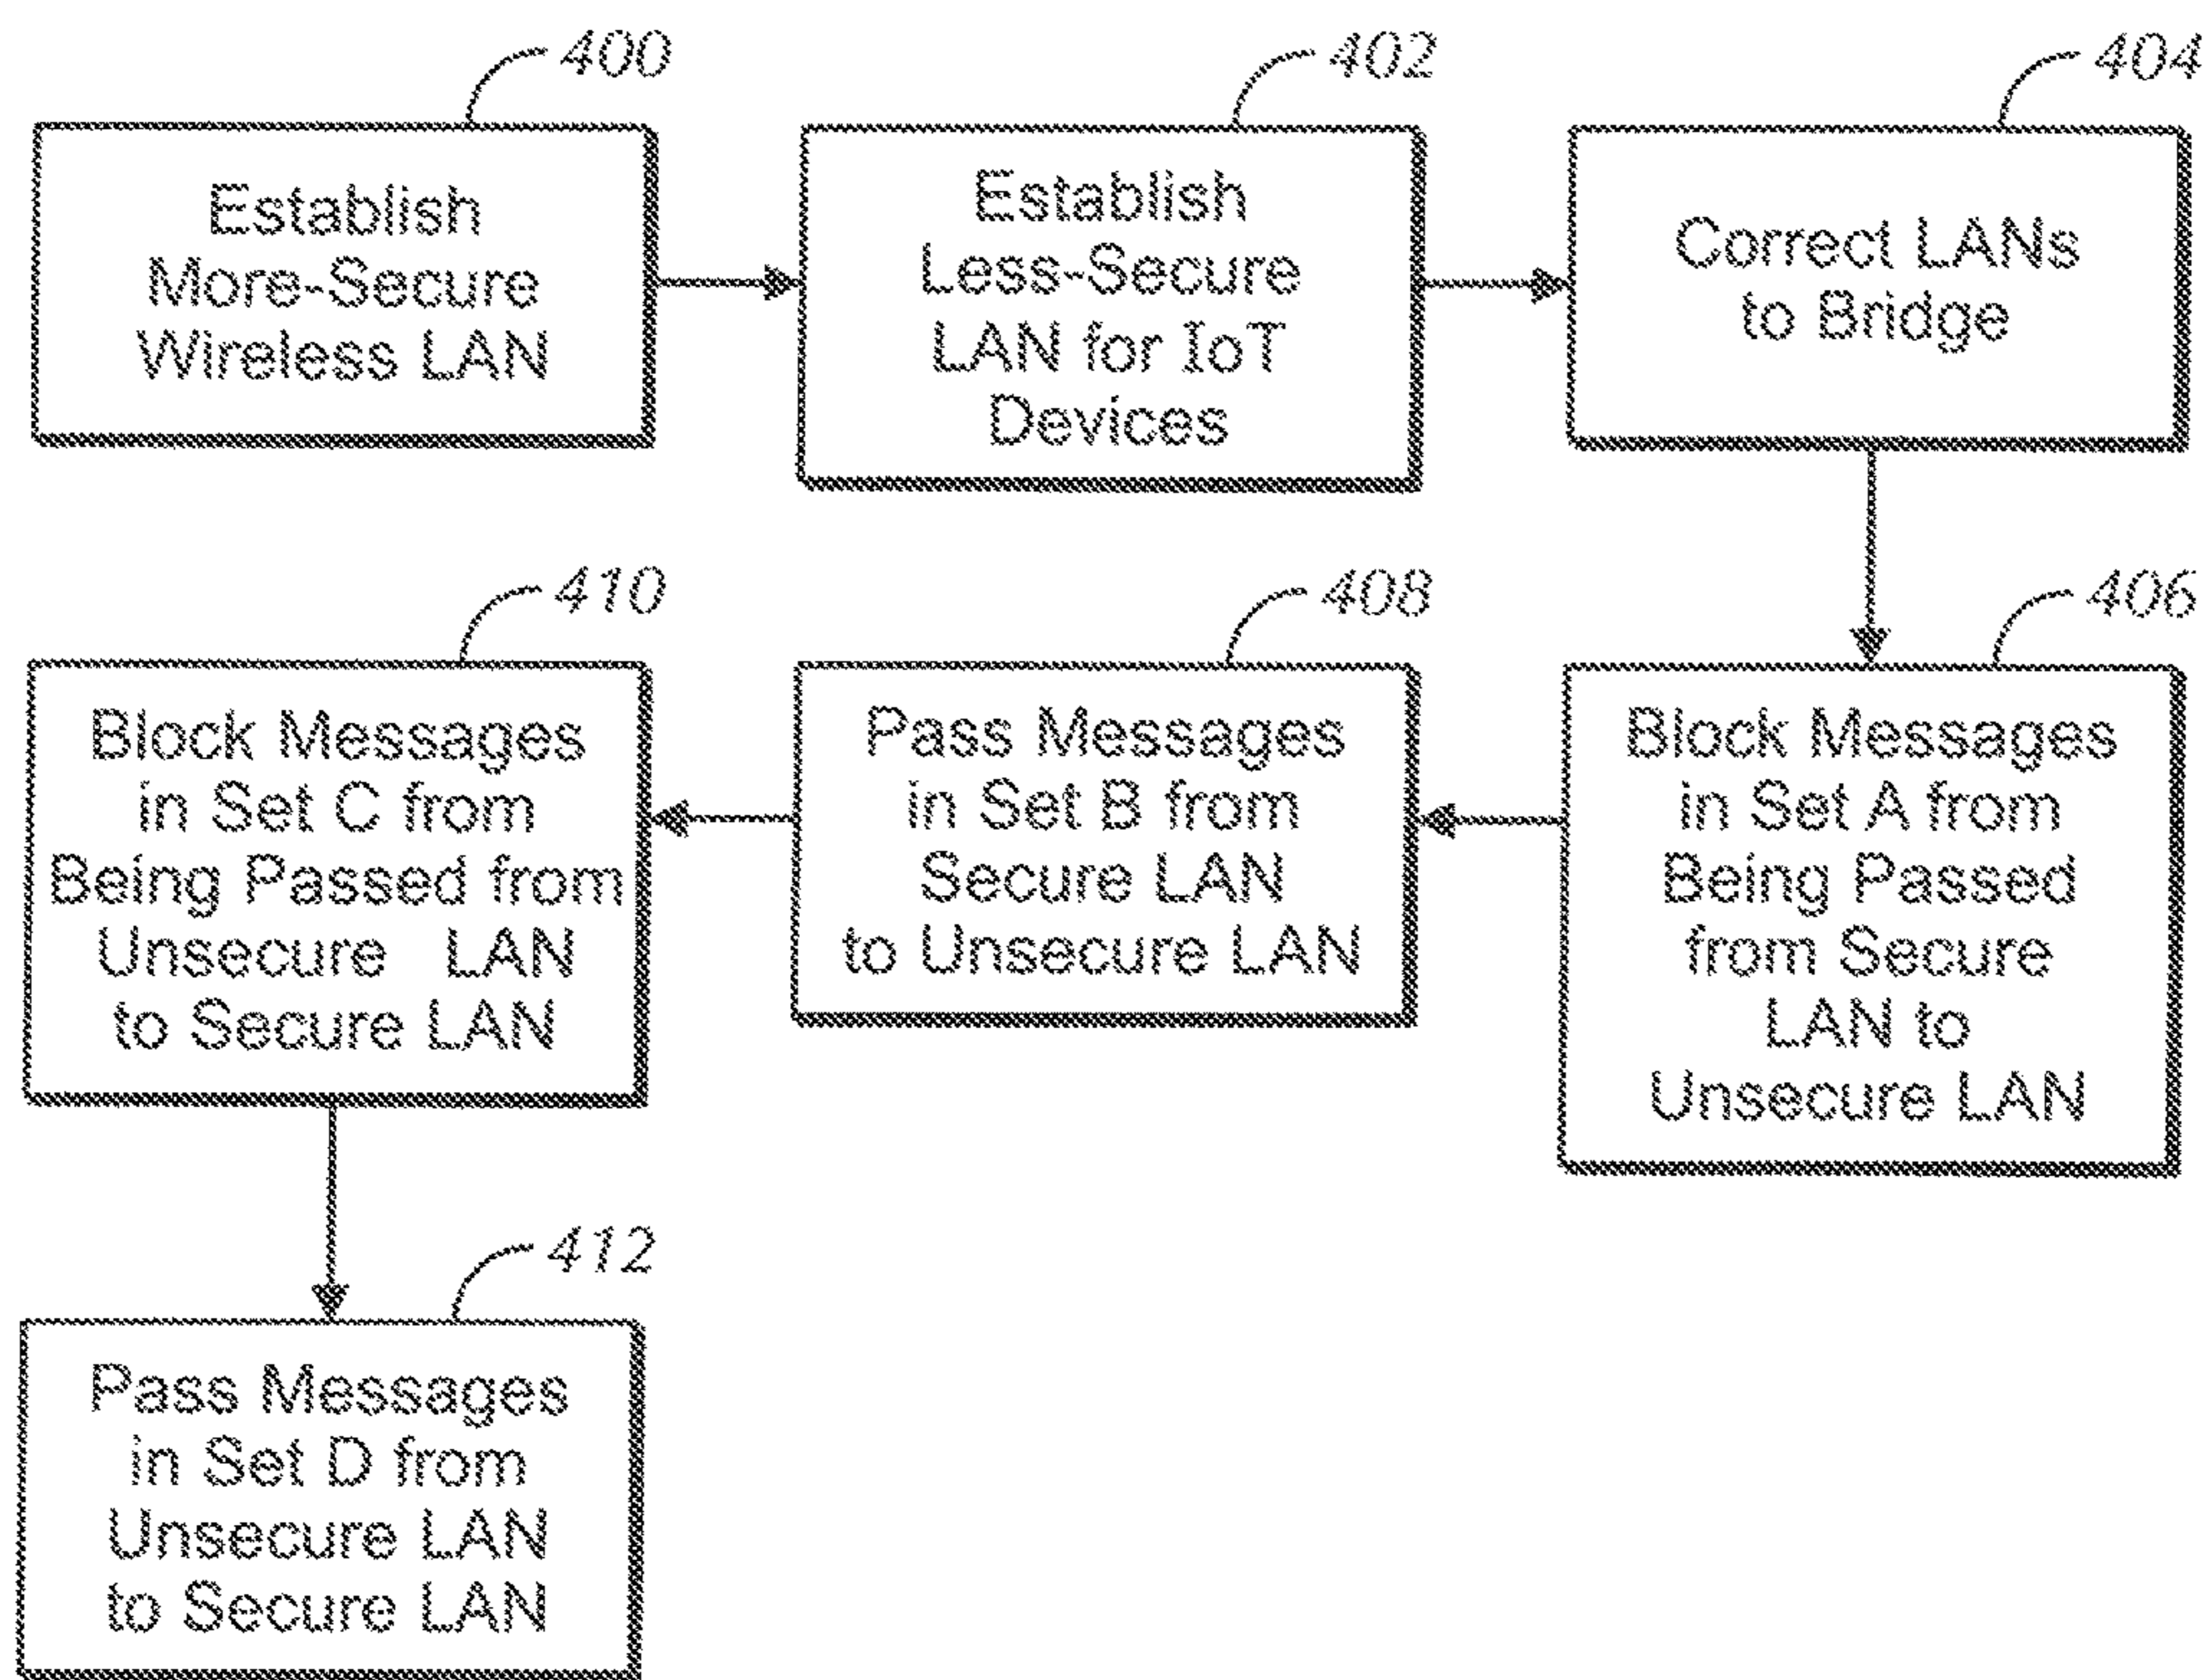 400
Establish
More-Secure
Wireless LAN
402
Establish
Less-Secure
LAN for IoT
Devices
404
Correct LANs
to Bridge
406
Block Messages
in Set A from
Being Passed
from Secure
LAN to
Unsecure LAN
408
Pass Messages
in Set B from
Secure LAN
to Unsecure LAN
410
Block Messages
in Set C from
Being Passed from
Unsecure LAN
to Secure LAN
412
Pass Messages
in Set D from
Unsecure LAN
to Secure LAN